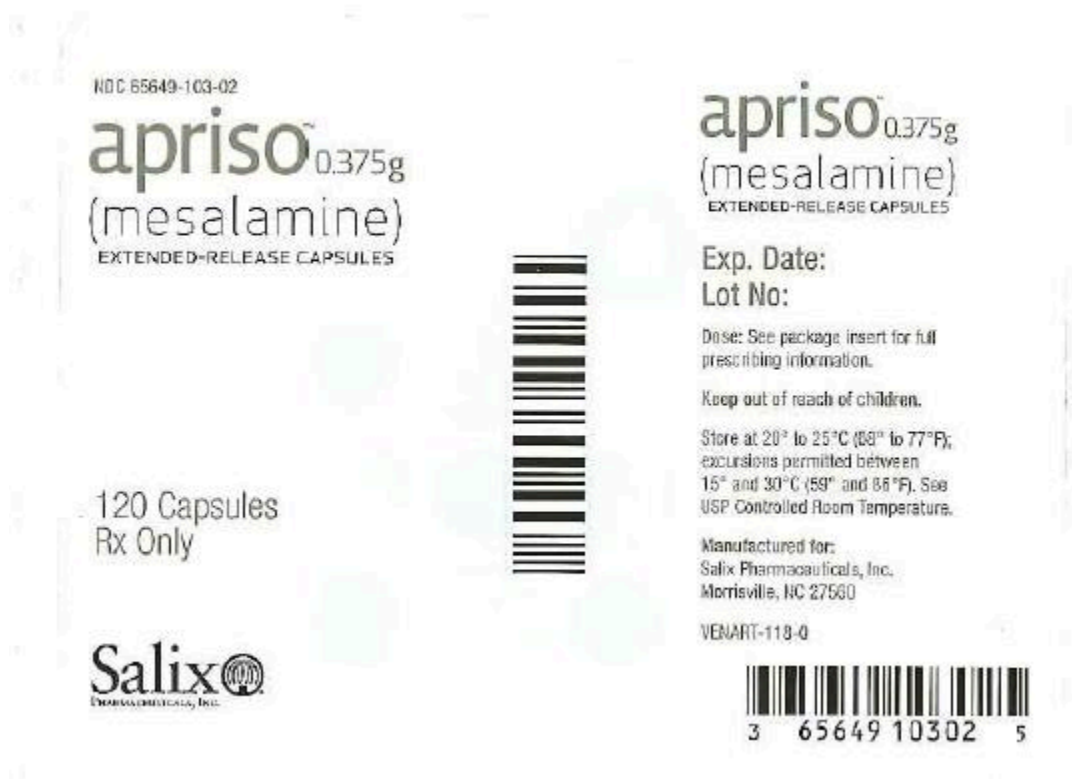 NDC 65649-103-02
apriso™ 0.375g
(mesalamine)
EXTENDED-RELEASE CAPSULES
120 Capsules
Rx Only
Salix
PHARMACEUTICALS, INC.
apriso™ 0.375g
(mesalamine)
EXTENDED-RELEASE CAPSULES
Exp. Date:
Lot No:
Dose: See package insert for full
prescribing information.
Keep out of reach of children.
Store at 20° to 25°C (68° to 77°F);
excursions permitted between
15° and 30°C (59° and 86°F). See
USP Controlled Room Temperature.
Manufactured for:
Salix Pharmaceuticals, Inc.
Morrisville, NC 27560
VENART-118-0
3 65649 10302 5